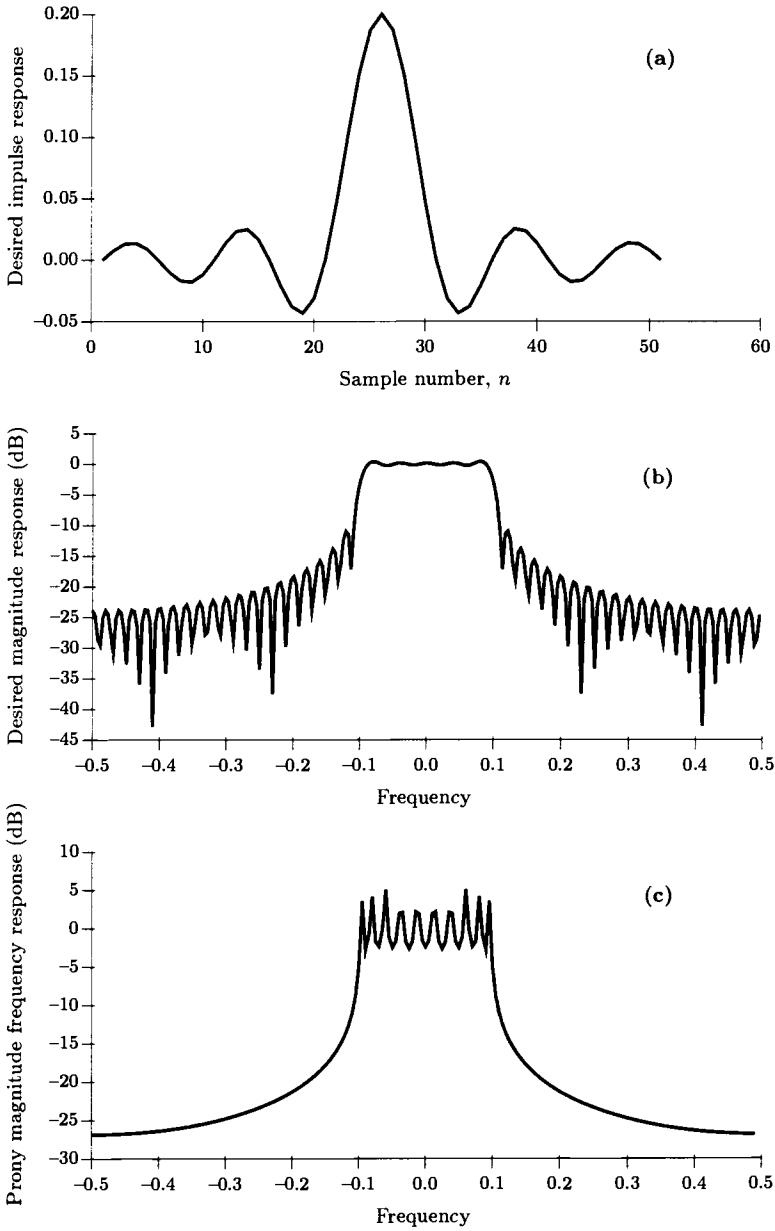 0.20
(a)
0.15
0.10
0.05
0.00
–0.05
Desired impulse response
0 10 20 30 40 50 60
Sample number, n
5
0
(b)
–5
–10
–15
–20
–25
–30
–35
–40
–45
Desired magnitude response (dB)
–0.5 –0.4 –0.3 –0.2 –0.1 0.0 0.1 0.2 0.3 0.4 0.5
Frequency
10
5
(c)
0
–5
–10
–15
–20
–25
–30
Prony magnitude frequency response (dB)
–0.5 –0.4 –0.3 –0.2 –0.1 0.0 0.1 0.2 0.3 0.4 0.5
Frequency